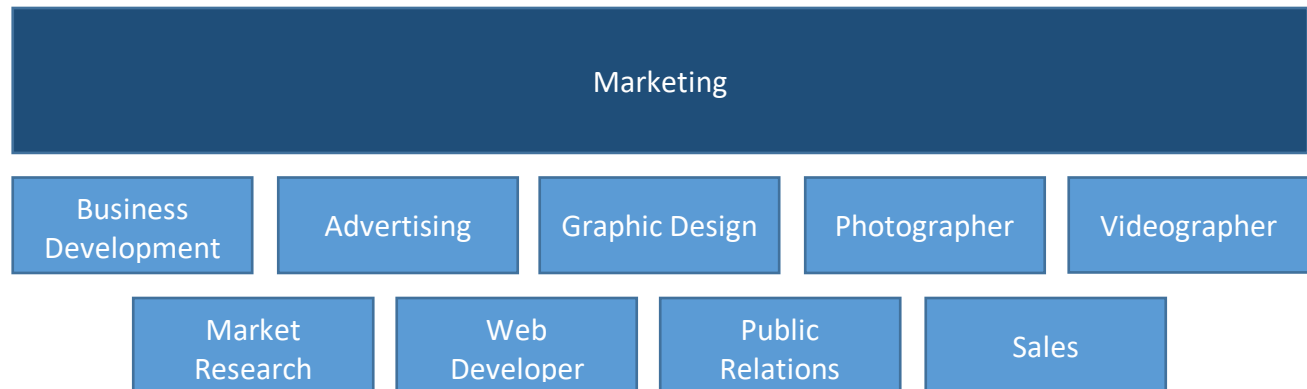 Marketing
Business
Development
Advertising
Graphic Design
Photographer
Videographer
Market
Research
Web
Developer
Public
Relations
Sales